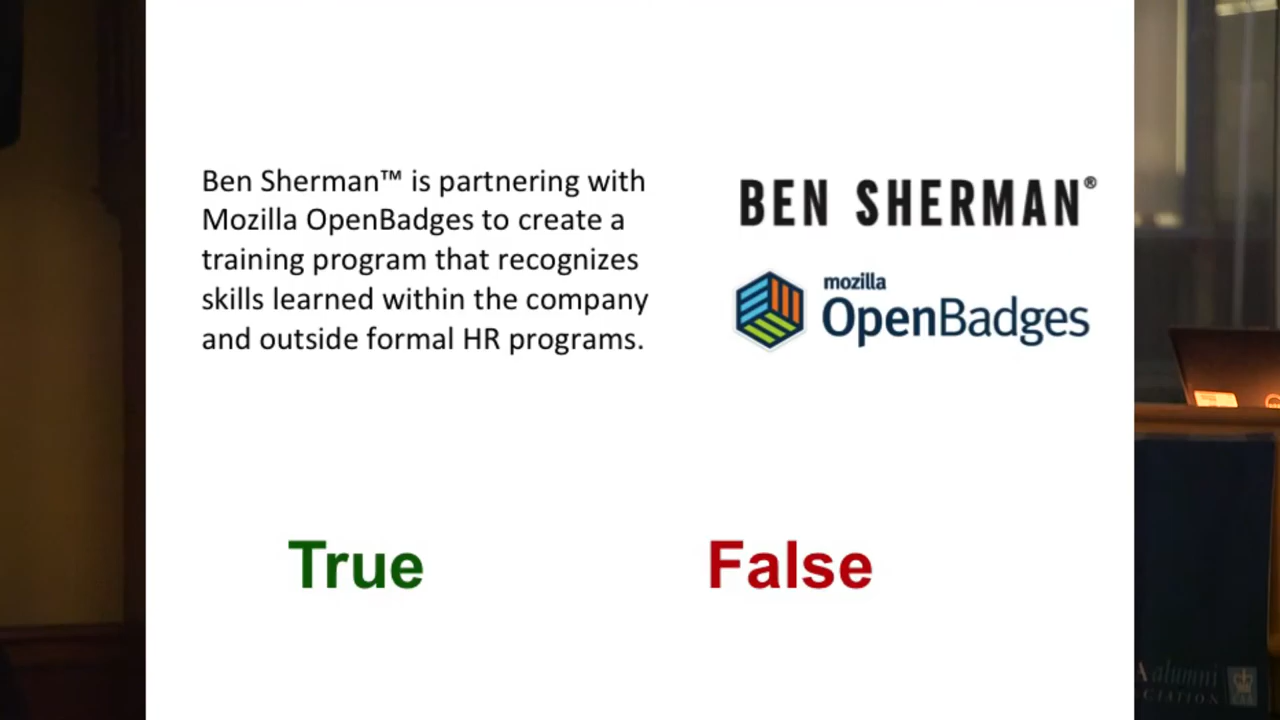 Ben Sherman™ is partnering with
Mozilla OpenBadges to create a
training program that recognizes
skills learned within the company
and outside formal HR programs.
BEN SHERMAN®
mozilla
OpenBadges
True
False
alumni